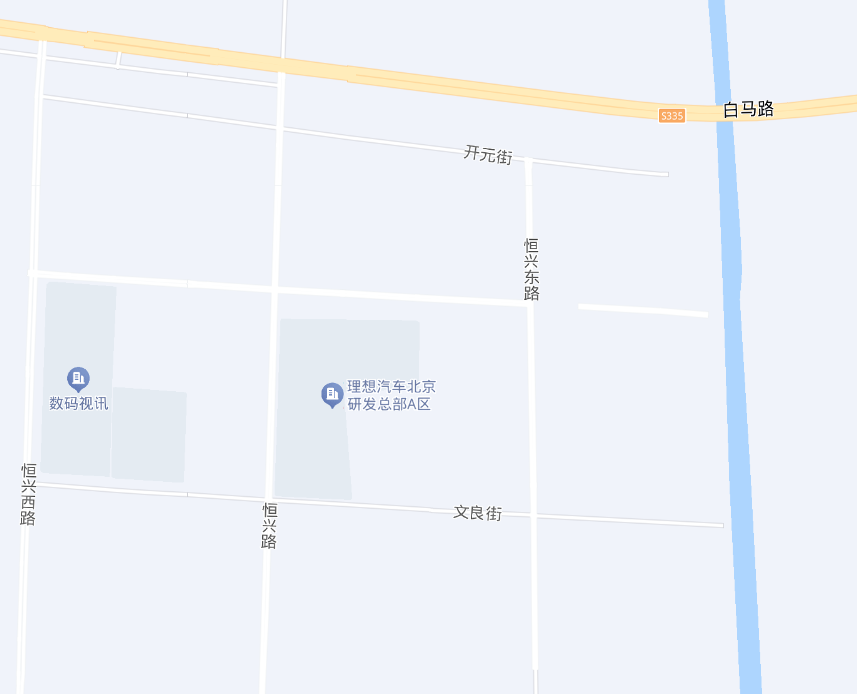 白马路
S335
开元街
恒兴东路
理想汽车北京
研发总部A区
数码视讯
恒兴西路
恒兴路
文良街